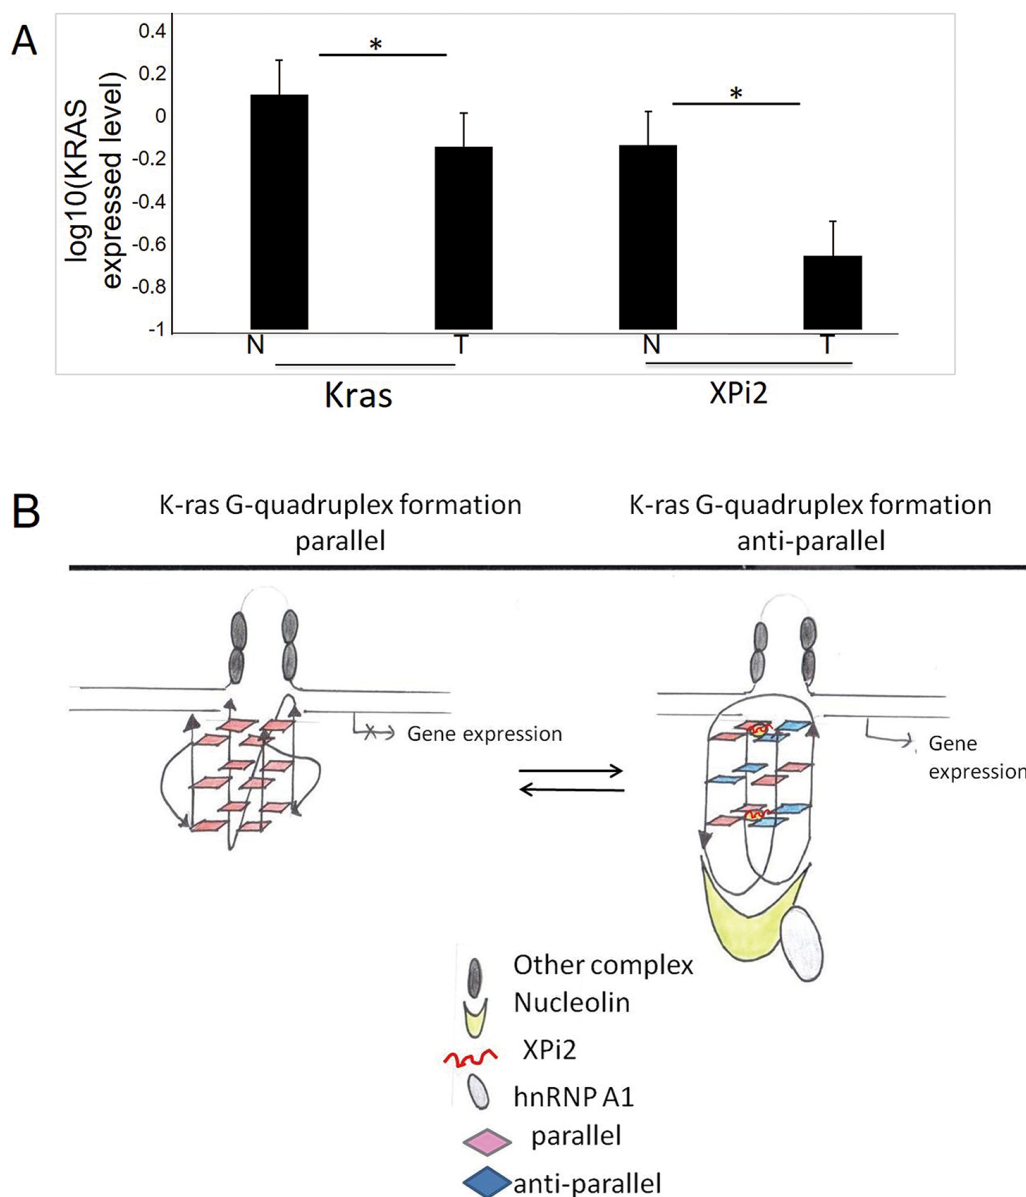 A
log10(KRAS
expressed level)
0.4
0.2
0
-0.2
-0.4
-0.6
-0.8
-1
*
*
N
T
N
T
Kras
XPi2
B
K-ras G-quadruplex formation
parallel
K-ras G-quadruplex formation
anti-parallel
Gene expression
Gene
expression
Other complex
Nucleolin
XPi2
hnRNP A1
parallel
anti-parallel